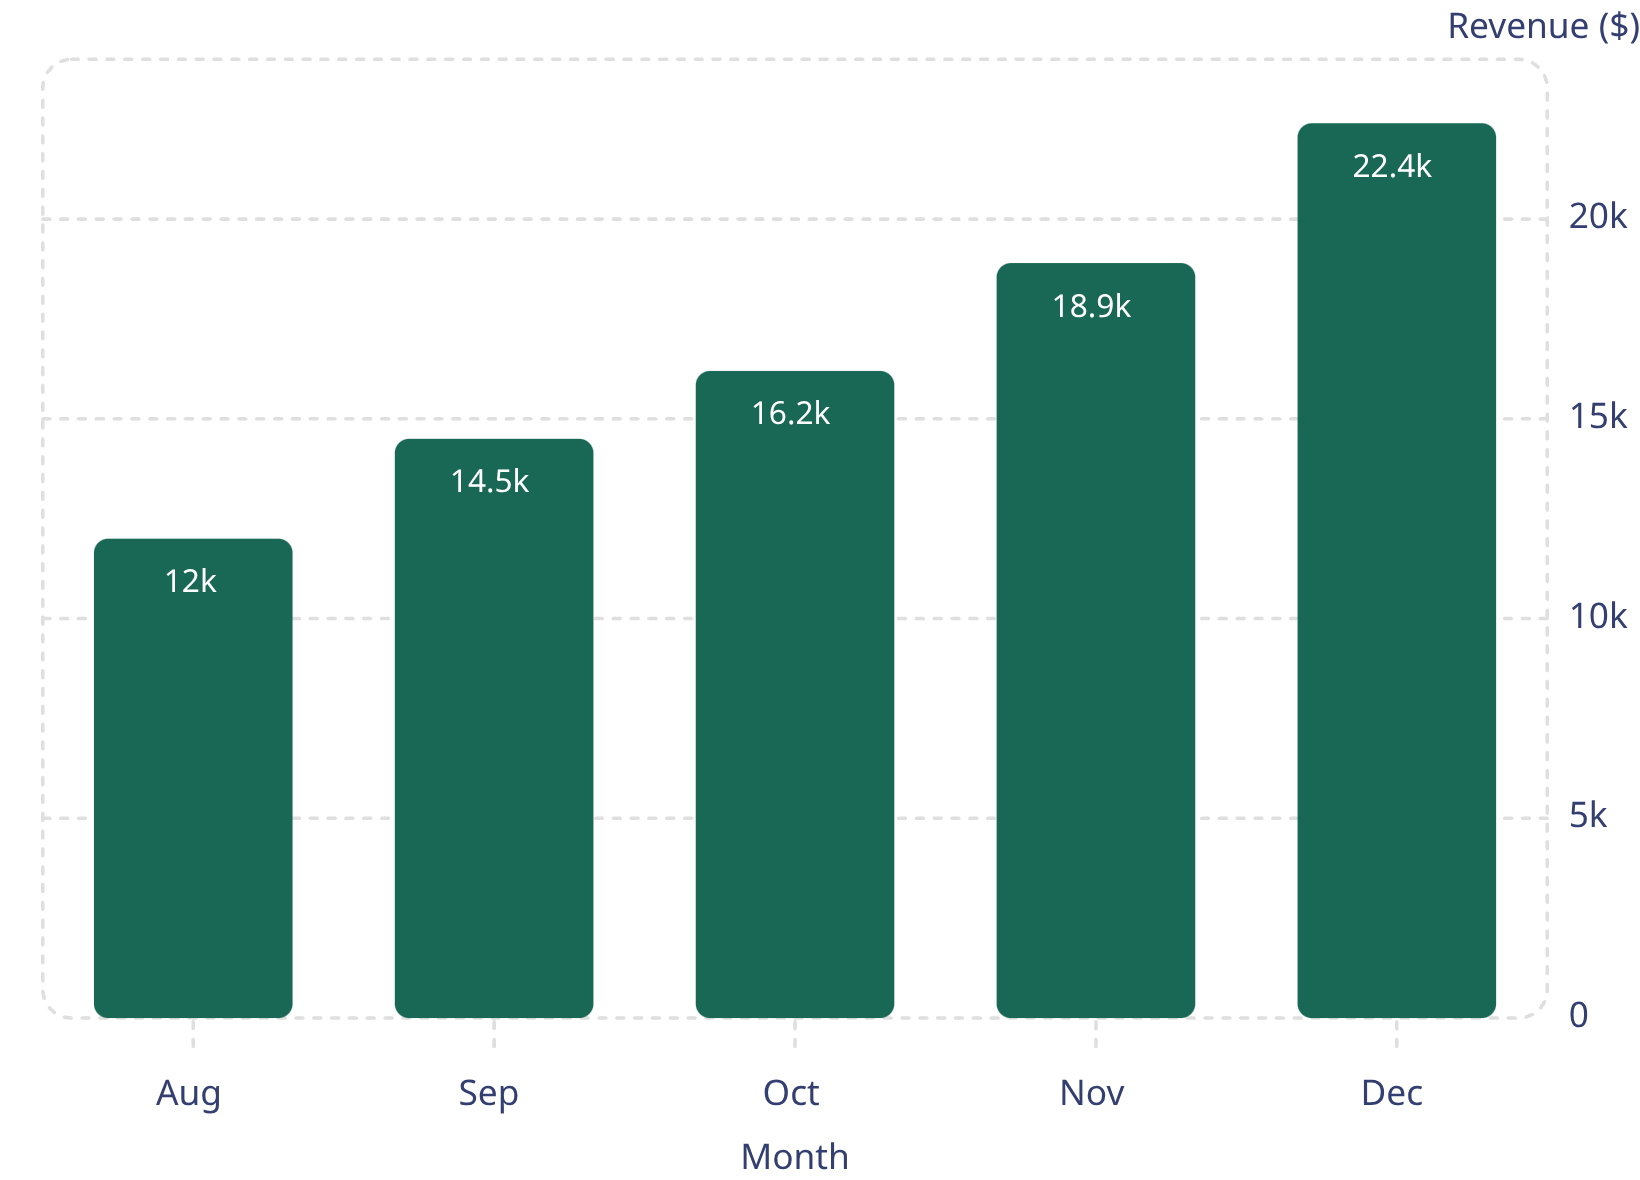 Revenue ($)
22.4k
20k
18.9k
16.2k
15k
14.5k
12k
10k
5k
0
Aug Sep Oct Nov Dec
Month